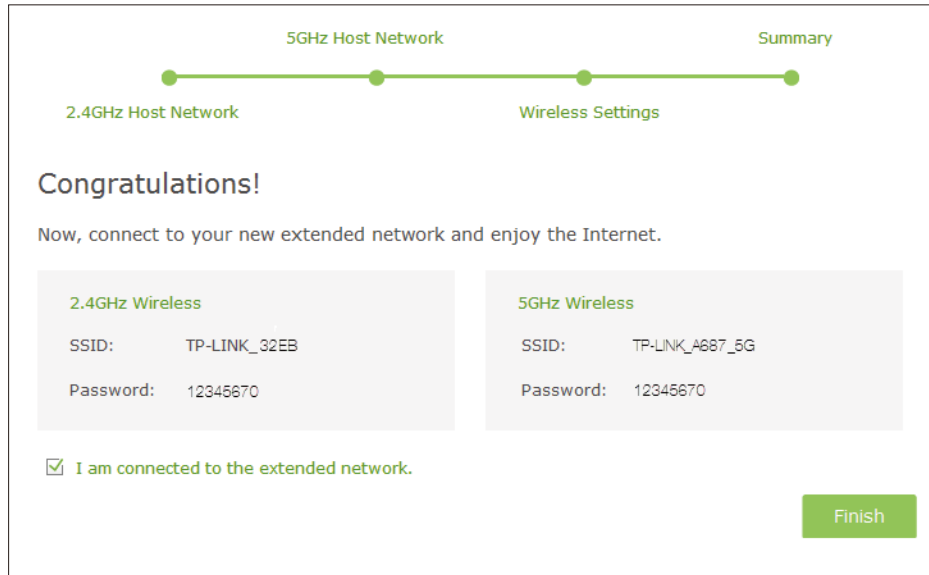 5GHz Host Network Summary
2.4GHz Host Network Wireless Settings
Congratulations!
Now, connect to your new extended network and enjoy the Internet.
2.4GHz Wireless
SSID: TP-LINK_32EB
Password: 12345670
5GHz Wireless
SSID: TP-LINK_A687_5G
Password: 12345670
I am connected to the extended network.
Finish